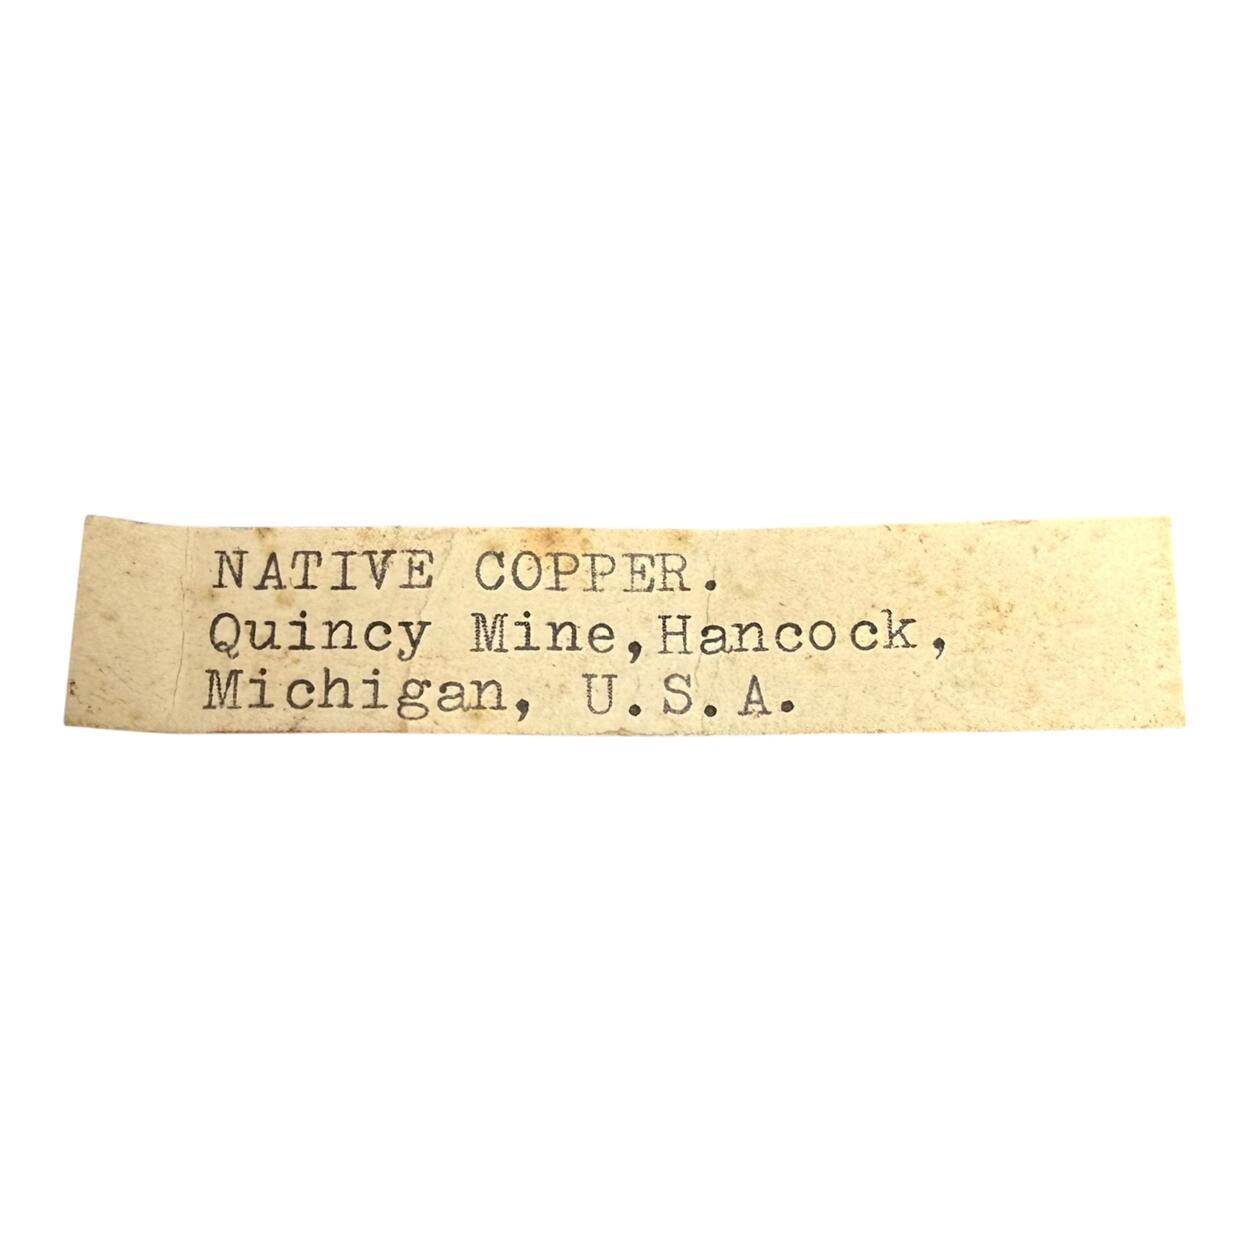 NATIVE COPPER.
Quincy Mine,Hancock,
Michigan, U.S.A.